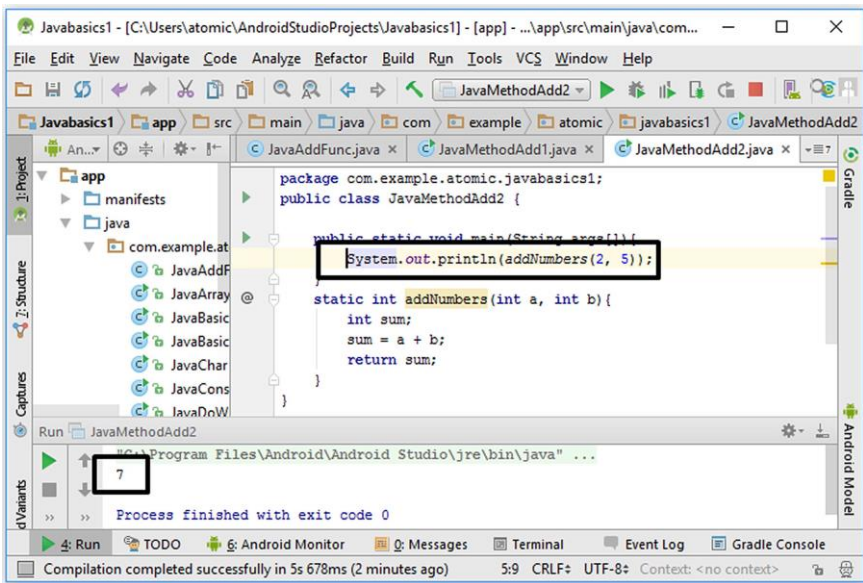 Javabasics1 - [C:\Users\atomic\AndroidStudioProjects\Javabasics1] - [app] - ...\app\src\main\java\com...
File Edit View Navigate Code Analyze Refactor Build Run Tools VCS Window Help
JavaMethodAdd2
Javabasics1 app src main java com example atomic javabasics1 JavaMethodAdd2
An... JavaAddFunc.java × JavaMethodAdd1.java × JavaMethodAdd2.java ×
1: Project
7: Structure
Captures
d Variants
app
manifests
java
com.example.at
JavaAddF
JavaArray
JavaBasic
JavaBasic
JavaChar
JavaCons
JavaDoW
package com.example.atomic.javabasics1;
public class JavaMethodAdd2 {
public static void main(String args[]){
System.out.println(addNumbers(2, 5));
}
@ static int addNumbers(int a, int b){
int sum;
sum = a + b;
return sum;
}
}
Gradle
Android Model
Run JavaMethodAdd2
"C:\Program Files\Android\Android Studio\jre\bin\java" ...
7
Process finished with exit code 0
4: Run TODO 6: Android Monitor 0: Messages Terminal Event Log Gradle Console
Compilation completed successfully in 5s 678ms (2 minutes ago) 5:9 CRLF UTF-8 Context: <no context>